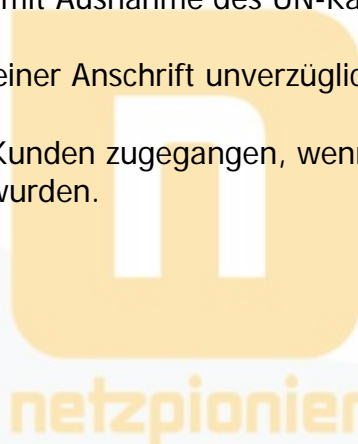 mit Ausnahme des UN-Ka
einer Anschrift unverzüglic
Kunden zugegangen, wenn
wurden.
n
netzpionier